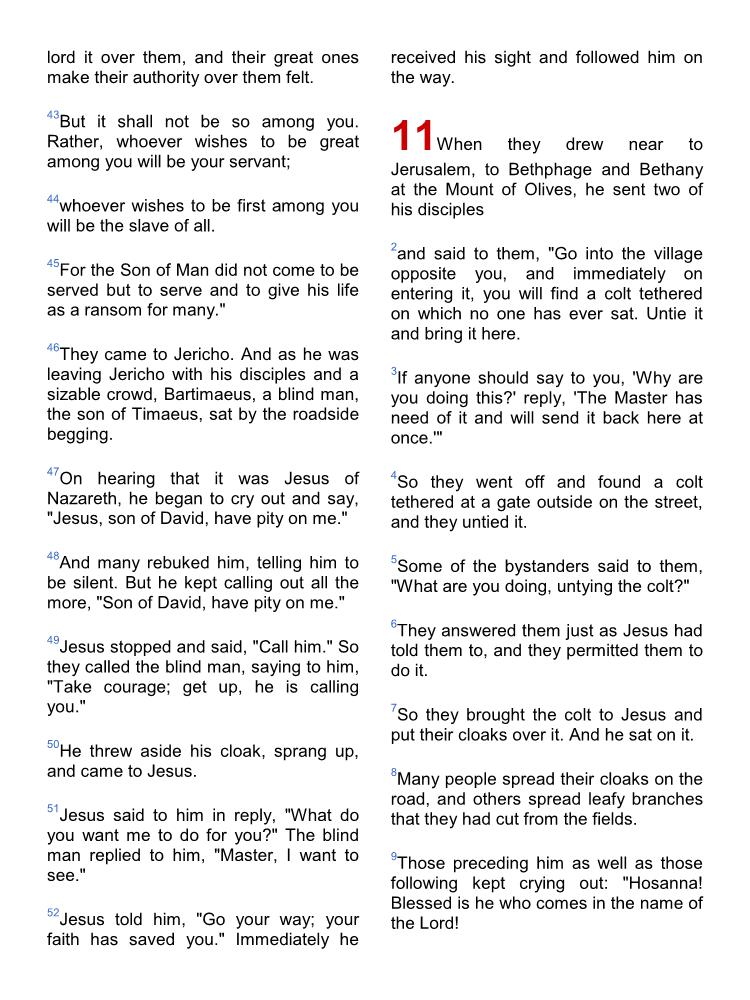 lord it over them, and their great ones
make their authority over them felt.
43But it shall not be so among you.
Rather, whoever wishes to be great
among you will be your servant;
44whoever wishes to be first among you
will be the slave of all.
45For the Son of Man did not come to be
served but to serve and to give his life
as a ransom for many."
46They came to Jericho. And as he was
leaving Jericho with his disciples and a
sizable crowd, Bartimaeus, a blind man,
the son of Timaeus, sat by the roadside
begging.
47On hearing that it was Jesus of
Nazareth, he began to cry out and say,
"Jesus, son of David, have pity on me."
48And many rebuked him, telling him to
be silent. But he kept calling out all the
more, "Son of David, have pity on me."
49Jesus stopped and said, "Call him." So
they called the blind man, saying to him,
"Take courage; get up, he is calling
you."
50He threw aside his cloak, sprang up,
and came to Jesus.
51Jesus said to him in reply, "What do
you want me to do for you?" The blind
man replied to him, "Master, I want to
see."
52Jesus told him, "Go your way; your
faith has saved you." Immediately he
received his sight and followed him on
the way.
11When they drew near to
Jerusalem, to Bethphage and Bethany
at the Mount of Olives, he sent two of
his disciples
2and said to them, "Go into the village
opposite you, and immediately on
entering it, you will find a colt tethered
on which no one has ever sat. Untie it
and bring it here.
3If anyone should say to you, 'Why are
you doing this?' reply, 'The Master has
need of it and will send it back here at
once.'"
4So they went off and found a colt
tethered at a gate outside on the street,
and they untied it.
5Some of the bystanders said to them,
"What are you doing, untying the colt?"
6They answered them just as Jesus had
told them to, and they permitted them to
do it.
7So they brought the colt to Jesus and
put their cloaks over it. And he sat on it.
8Many people spread their cloaks on the
road, and others spread leafy branches
that they had cut from the fields.
9Those preceding him as well as those
following kept crying out: "Hosanna!
Blessed is he who comes in the name of
the Lord!